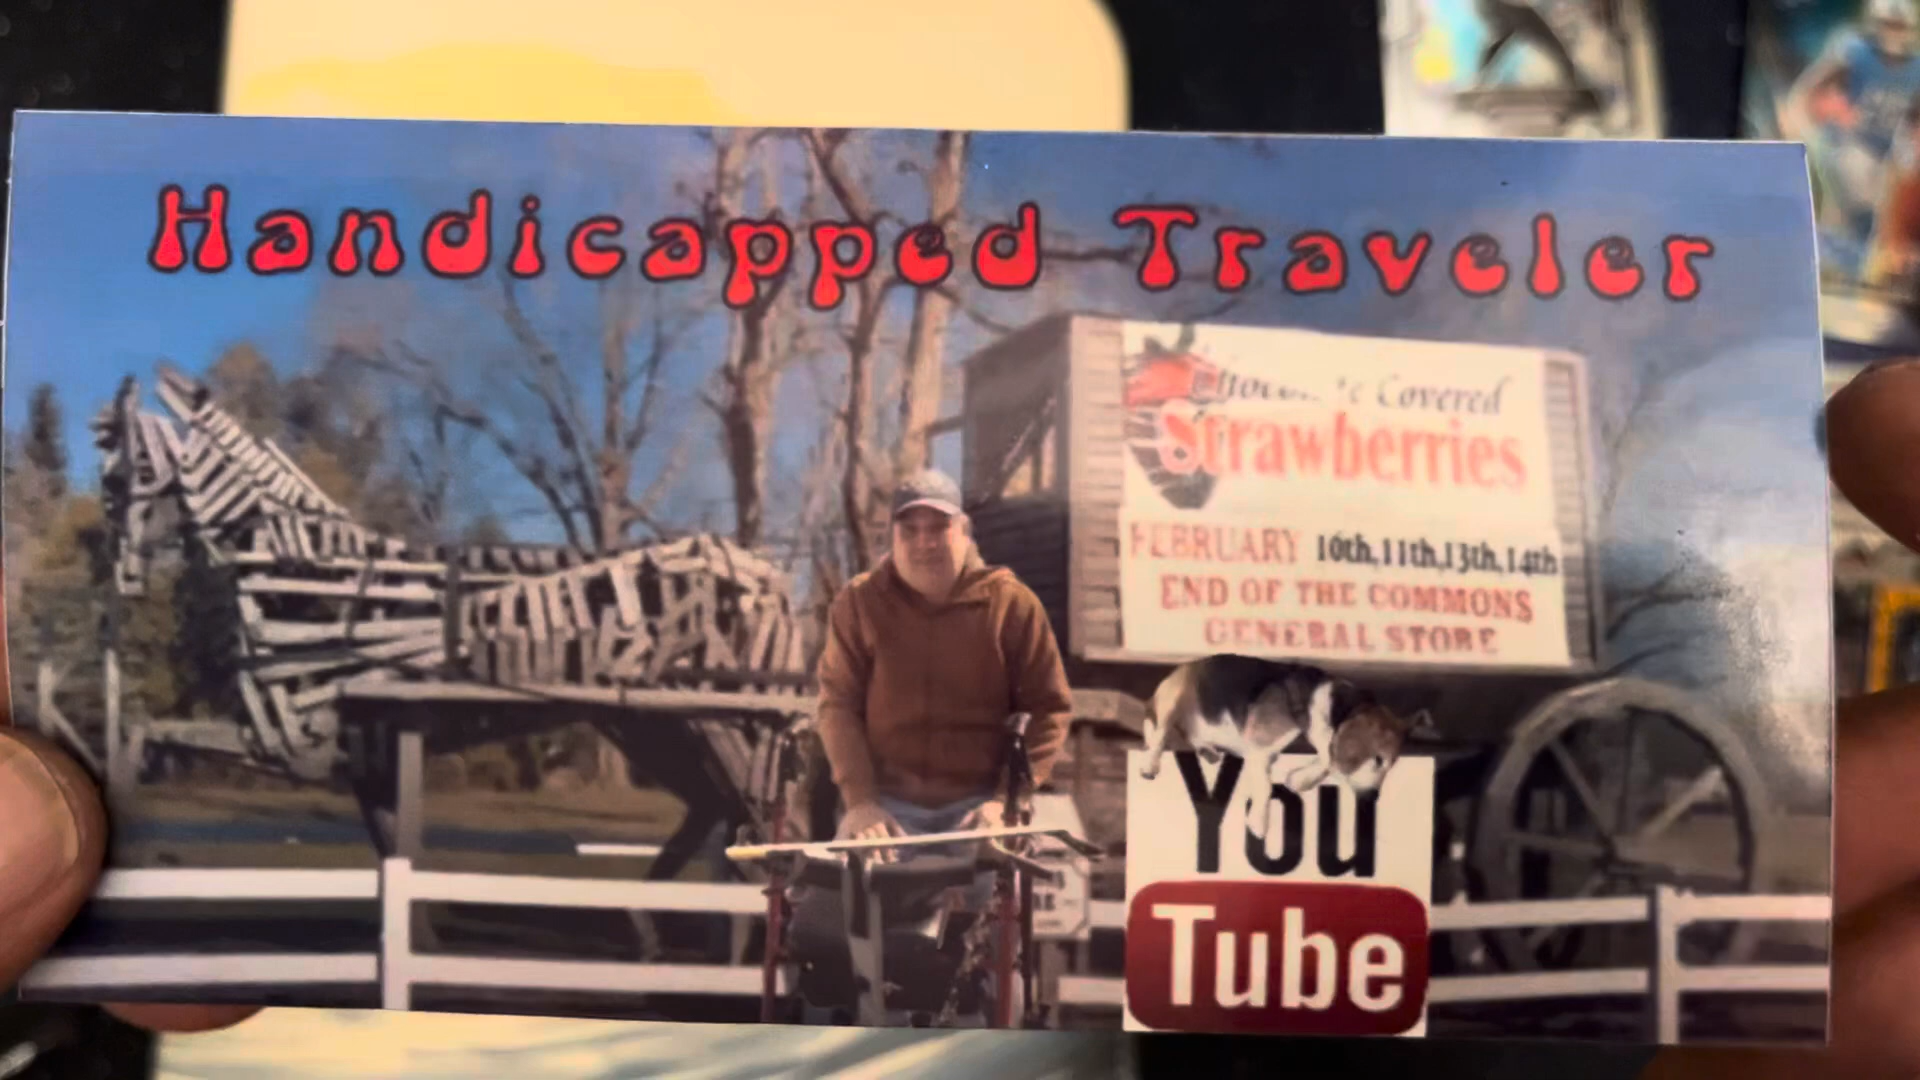 Handicapped Traveler
Covered
Strawberries
FEBRUARY 10th,11th,13th,14th
END OF THE COMMONS
GENERAL STORE
You
Tube